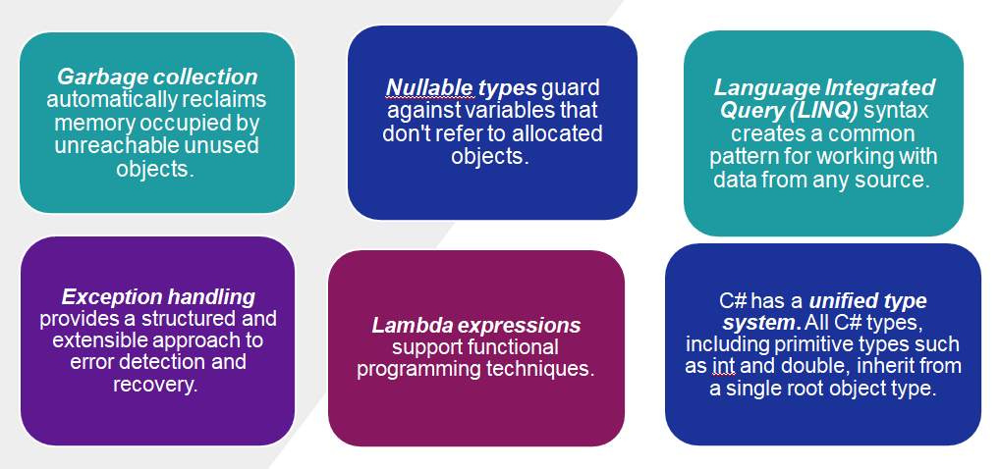 Garbage collection
automatically reclaims
memory occupied by
unreachable unused
objects.
Nullable types guard
against variables that
don't refer to allocated
objects.
Language Integrated
Query (LINQ) syntax
creates a common
pattern for working with
data from any source.
Exception handling
provides a structured and
extensible approach to
error detection and
recovery.
Lambda expressions
support functional
programming techniques.
C# has a unified type
system. All C# types,
including primitive types such
as int and double, inherit from
a single root object type.